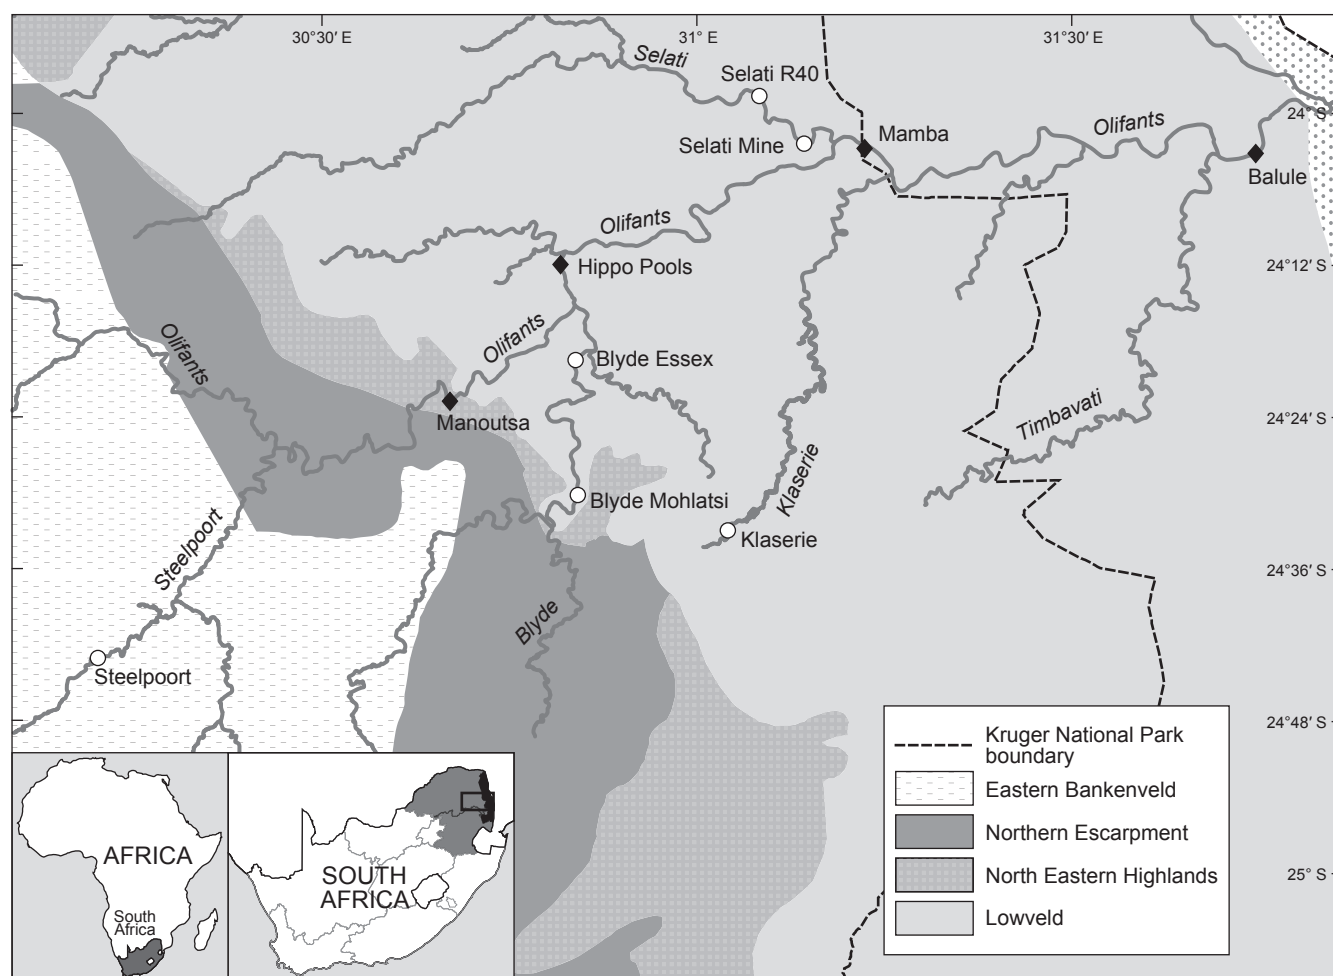 30°30′ E
31° E
31°30′ E
Selati
Selati R40
24° S
Olifants
Mamba
Selati Mine
Balule
Olifants
Hippo Pools
24°12′ S
Olifants
Olifants
Blyde Essex
Manoutsa
Timbavati
24°24′ S
Klaserie
Blyde Mohlatsi
Klaserie
Steelpoort
24°36′ S
Blyde
Steelpoort
24°48′ S
Kruger National Park
boundary
Eastern Bankenveld
Northern Escarpment
North Eastern Highlands
Lowveld
25° S
AFRICA
South
Africa
SOUTH
AFRICA